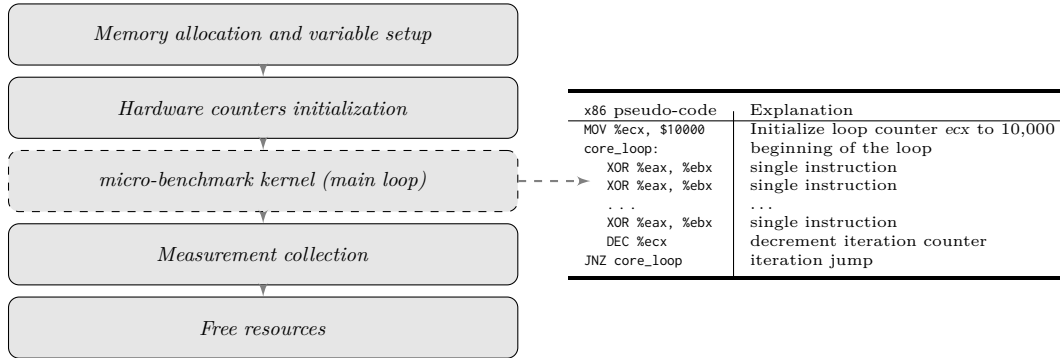 Memory allocation and variable setup
Hardware counters initialization
micro-benchmark kernel (main loop)
Measurement collection
Free resources
x86 pseudo-code Explanation
MOV %ecx, $10000 Initialize loop counter ecx to 10,000
core_loop: beginning of the loop
XOR %eax, %ebx single instruction
XOR %eax, %ebx single instruction
... ...
XOR %eax, %ebx single instruction
DEC %ecx decrement iteration counter
JNZ core_loop iteration jump